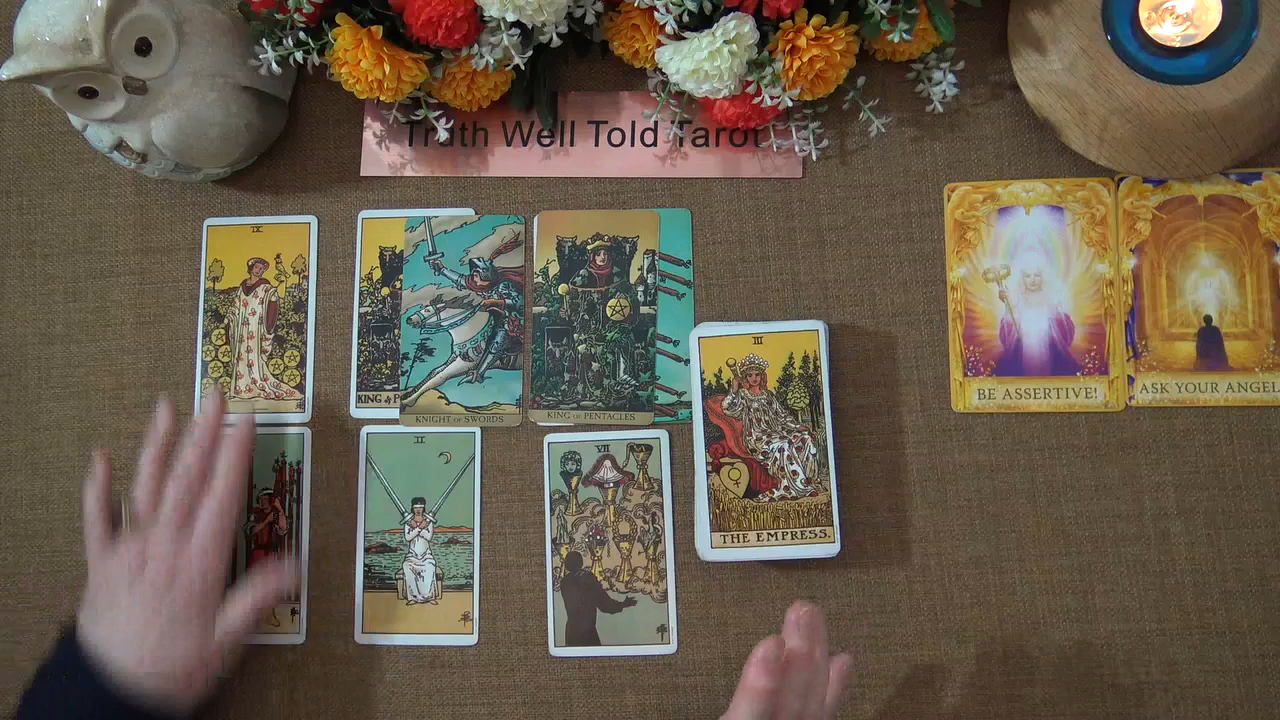 Truth Well Told Tarot
IX
KING
KNIGHT OF SWORDS
KING OF PENTACLES
II
VII
III
THE EMPRESS.
BE ASSERTIVE!
ASK YOUR ANGEL